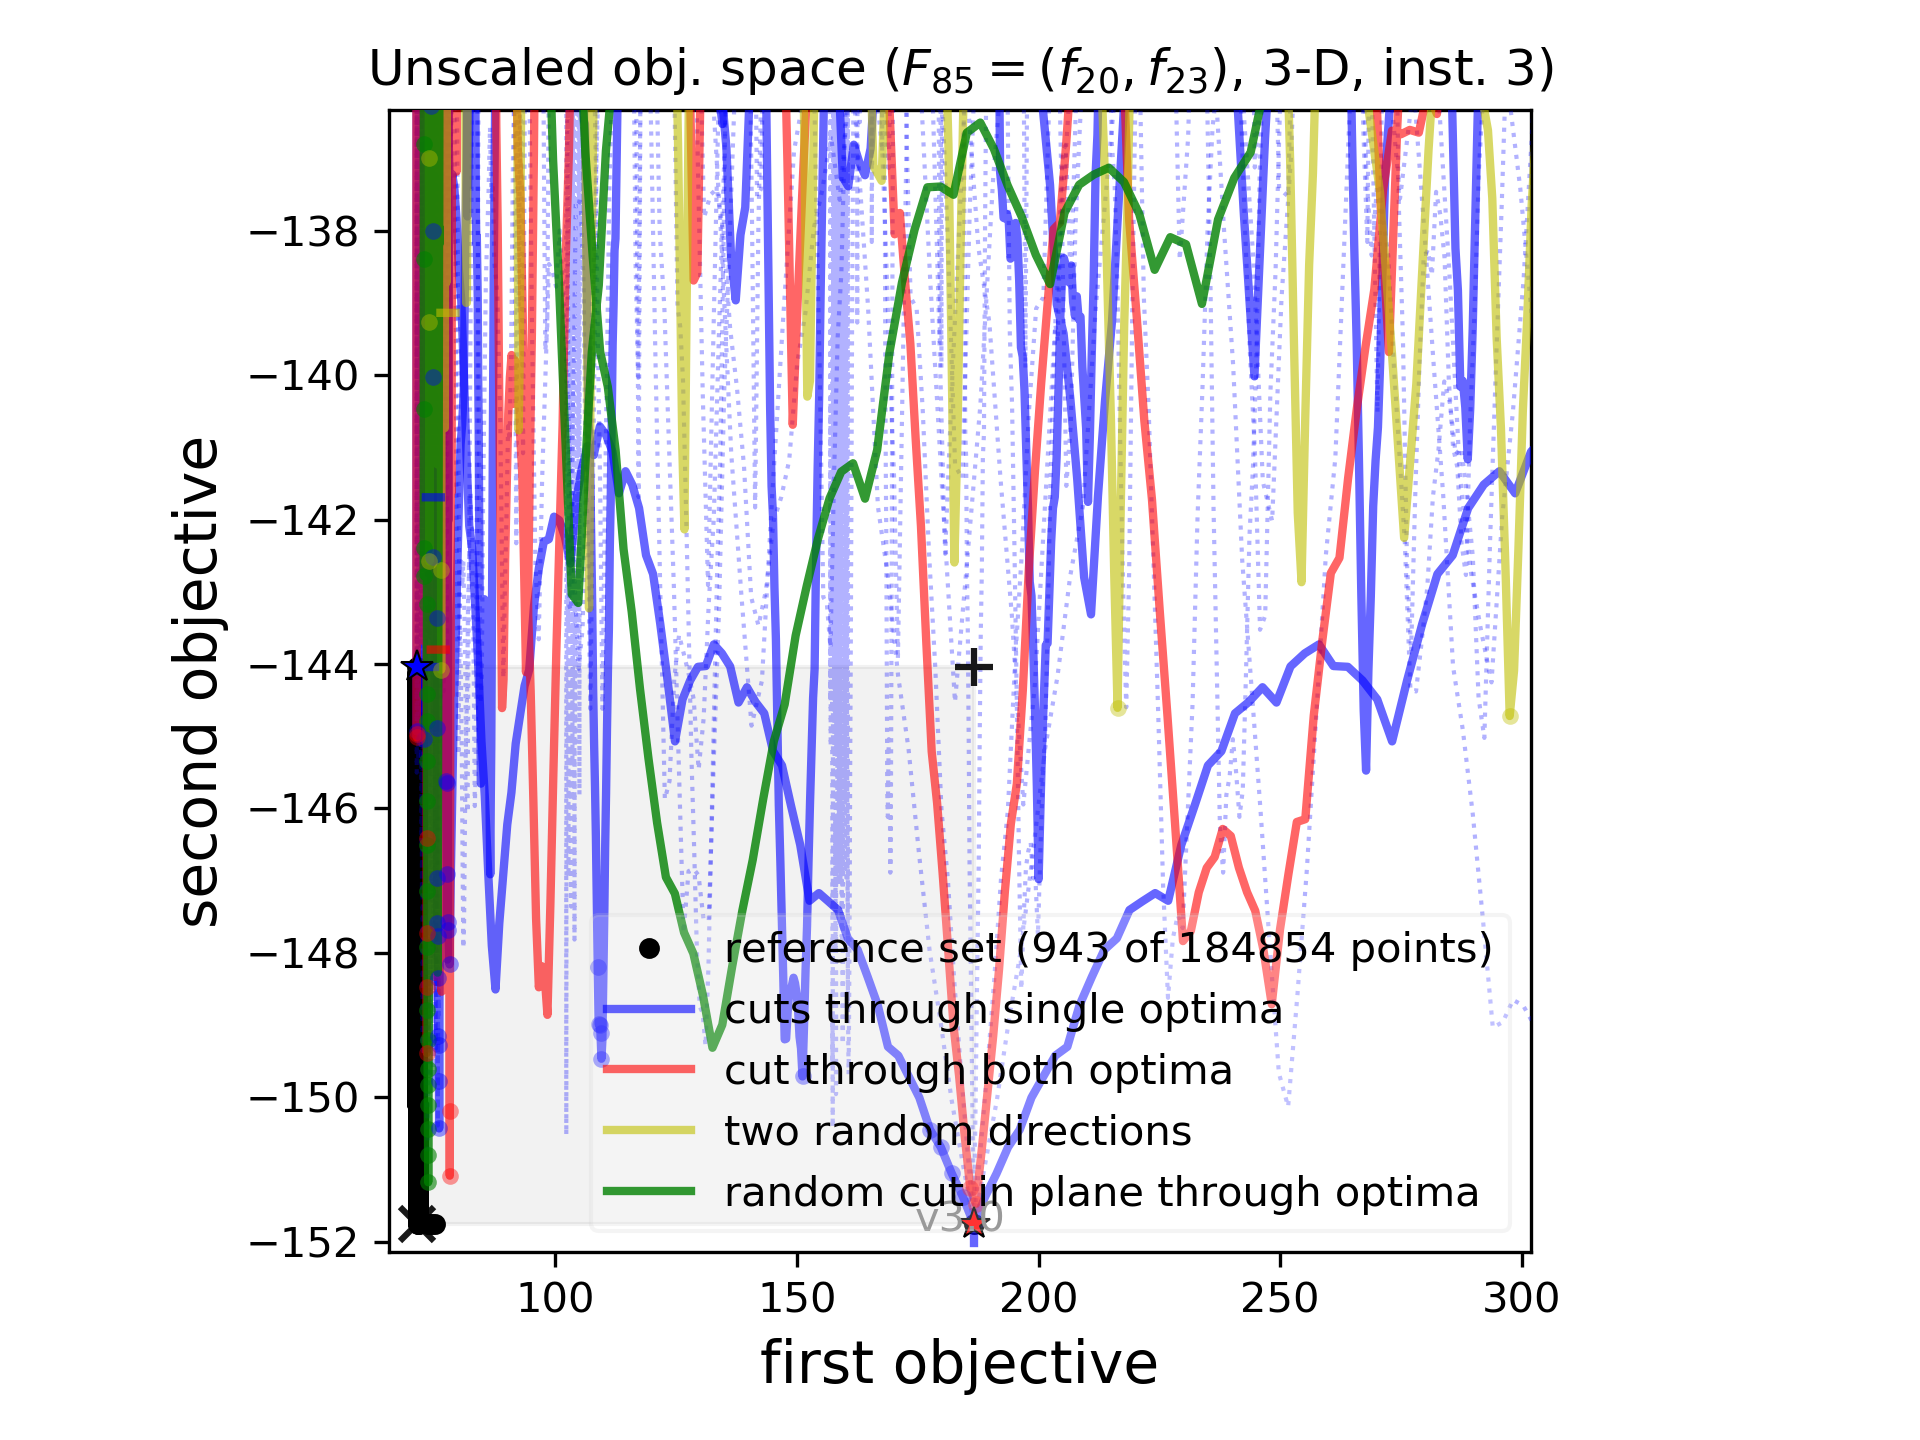 Unscaled obj. space (F₈₅ = (f₂₀, f₂₃), 3-D, inst. 3)
−138
−140
−142
−144
−146
−148
−150
−152
second objective
reference set (943 of 184854 points)
cuts through single optima
cut through both optima
two random directions
random cut in plane through optima
100
150
200
250
300
first objective